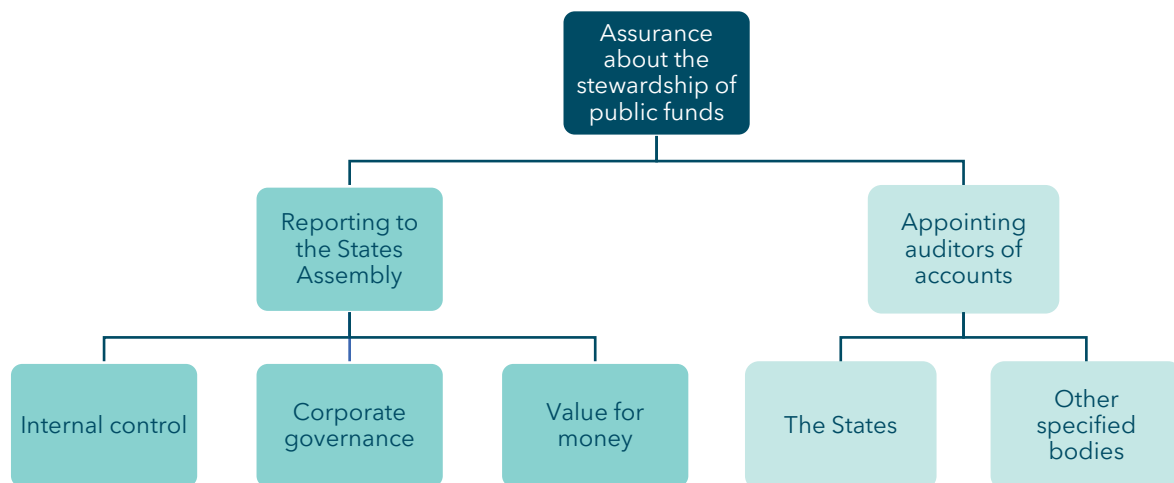 Assurance
about the
stewardship of
public funds
Reporting to
the States
Assembly
Appointing
auditors of
accounts
Internal control
Corporate
governance
Value for
money
The States
Other
specified
bodies